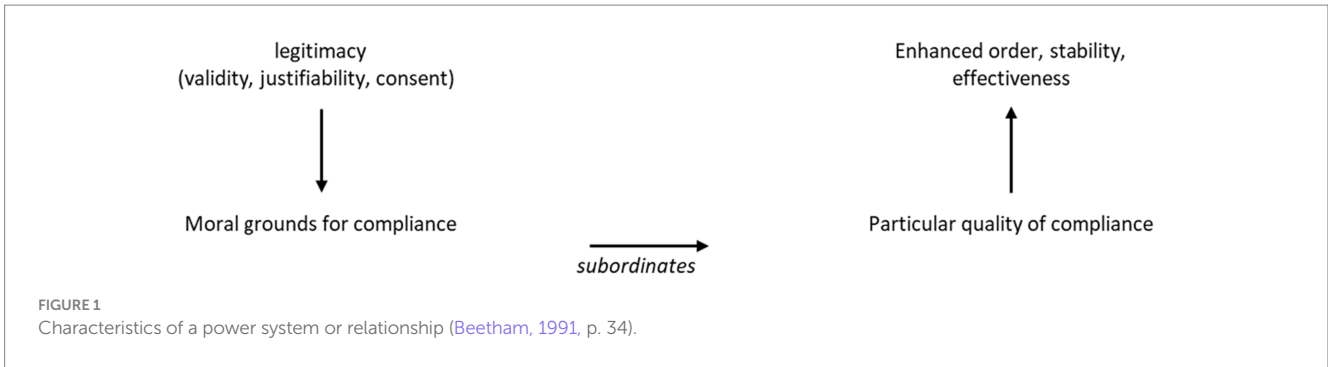 legitimacy
(validity, justifiability, consent)
Enhanced order, stability,
effectiveness
Moral grounds for compliance
Particular quality of compliance
subordinates
FIGURE 1
Characteristics of a power system or relationship (Beetham, 1991, p. 34).